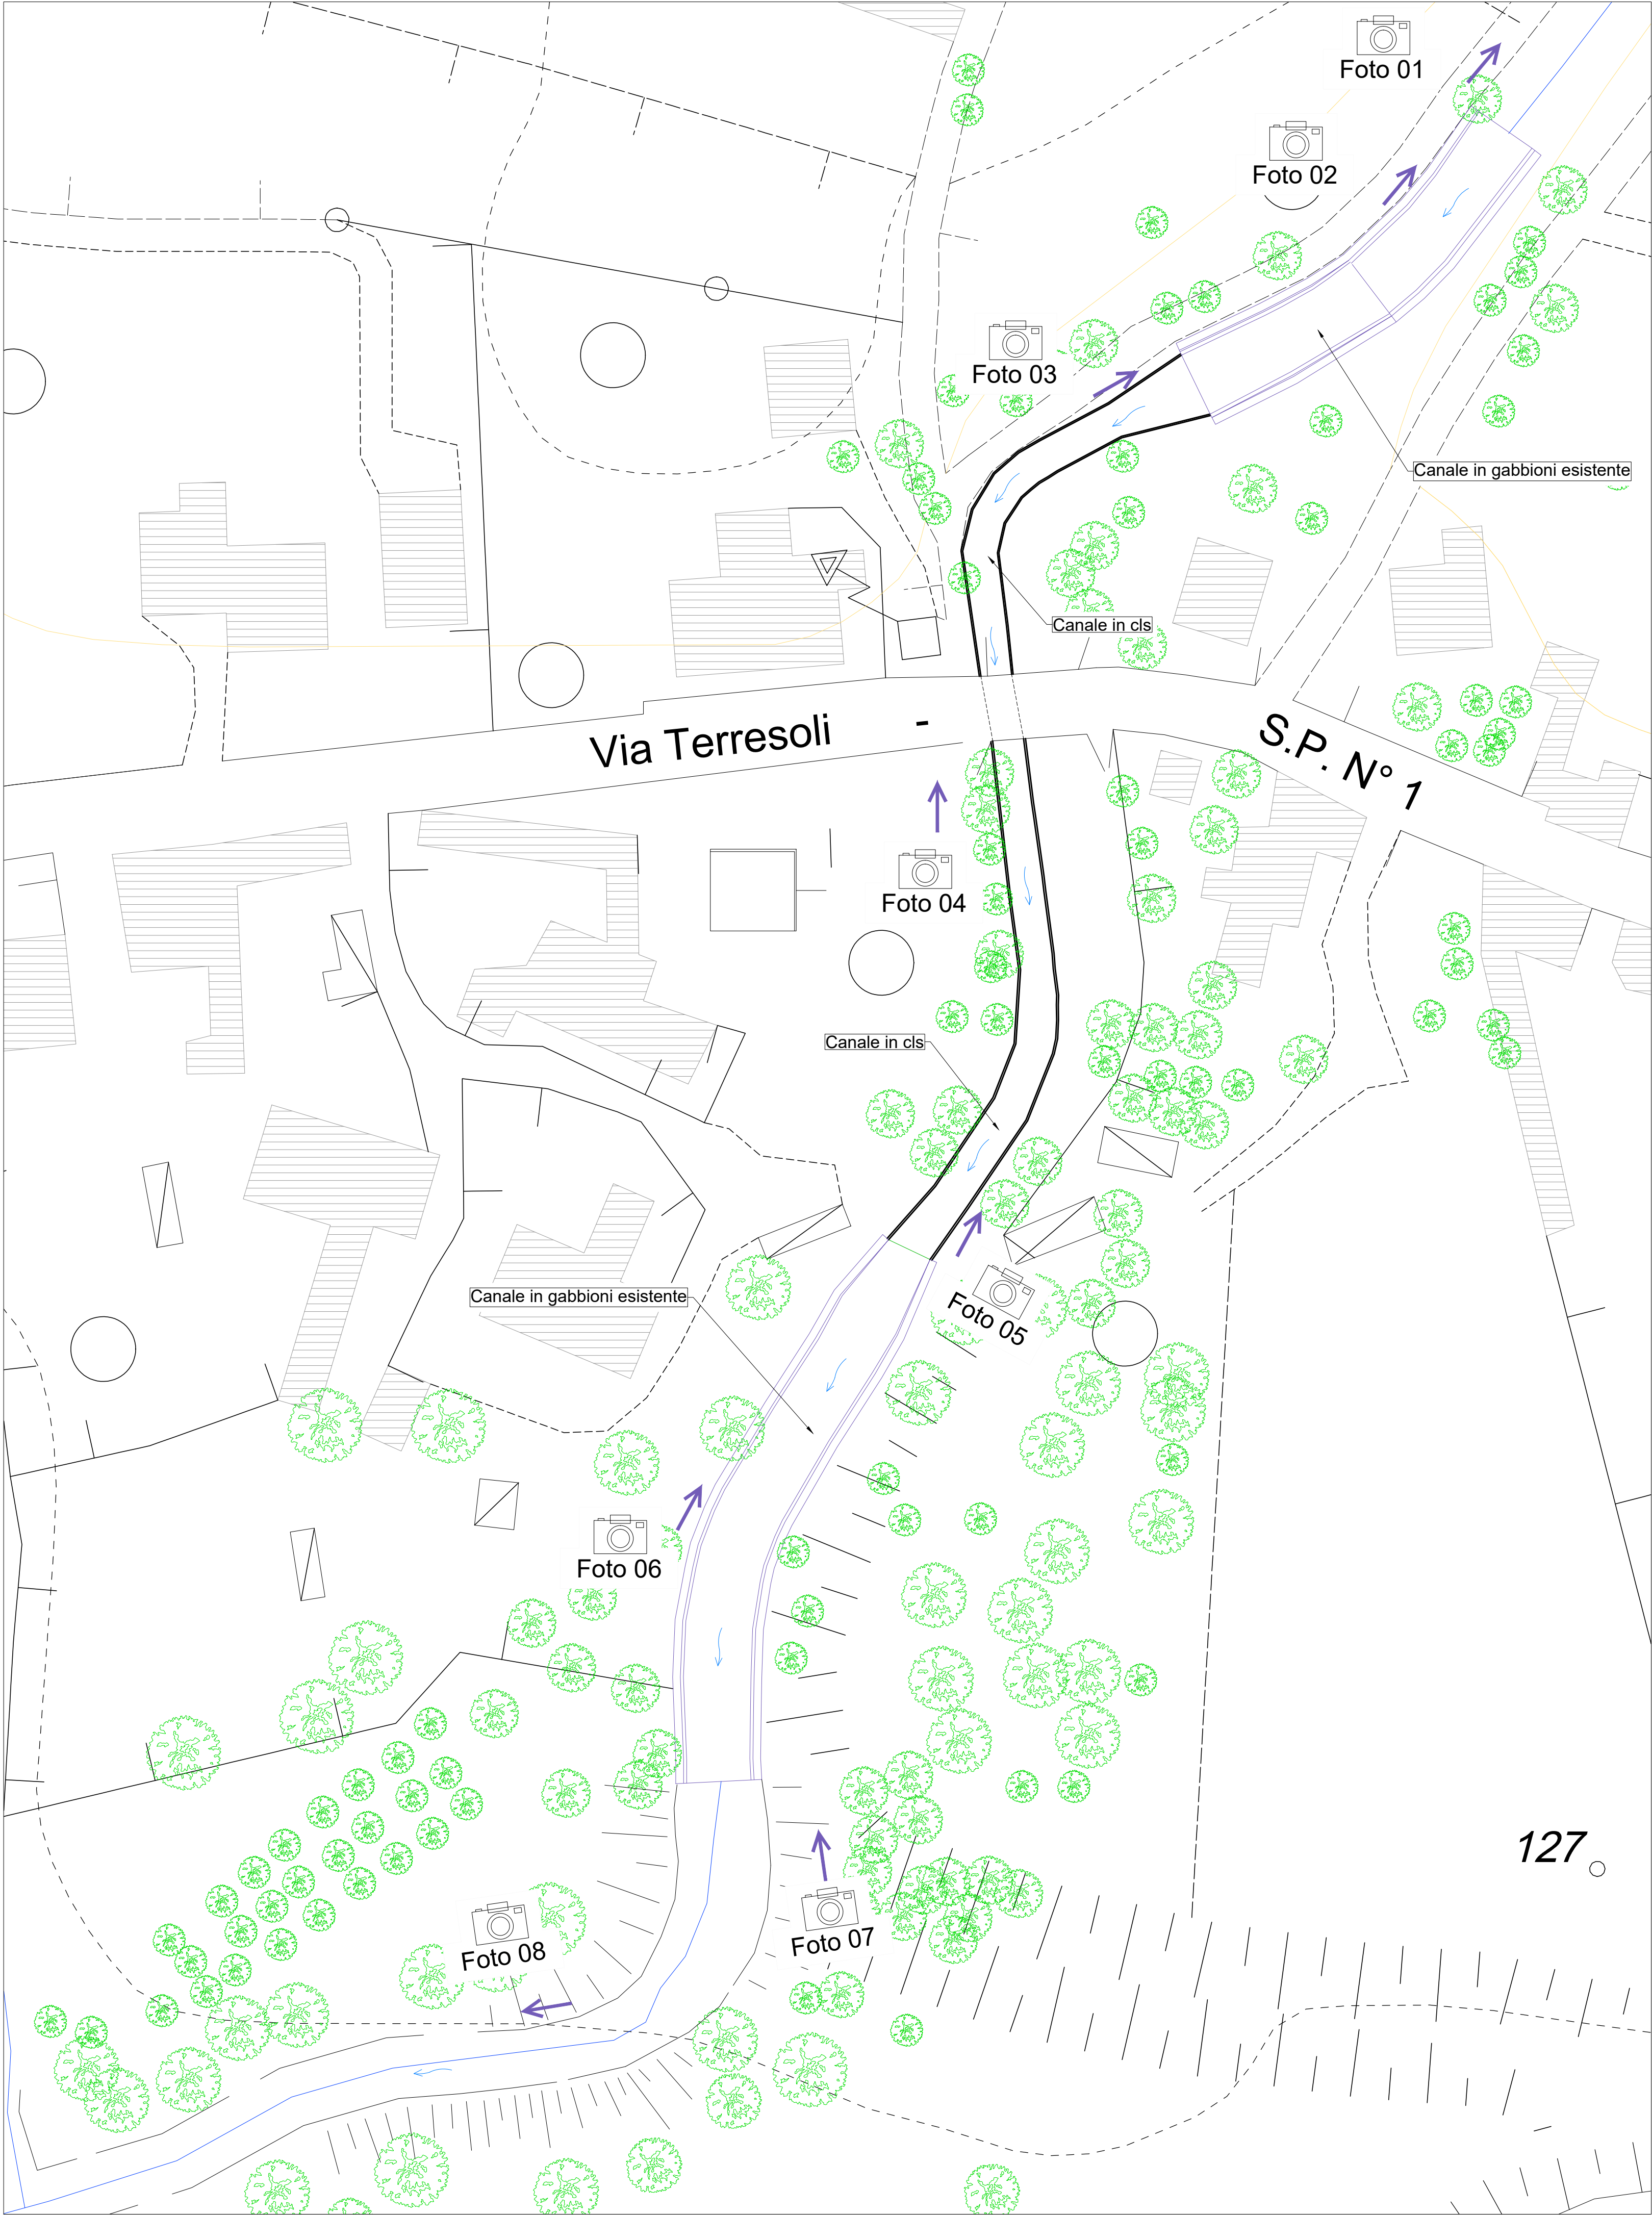 Foto 01
Foto 02
Foto 03
Canale in gabbioni esistente
Canale in cls
Via Terresoli - S.P. N° 1
Foto 04
Canale in cls
Canale in gabbioni esistente
Foto 05
Foto 06
127
Foto 07
Foto 08